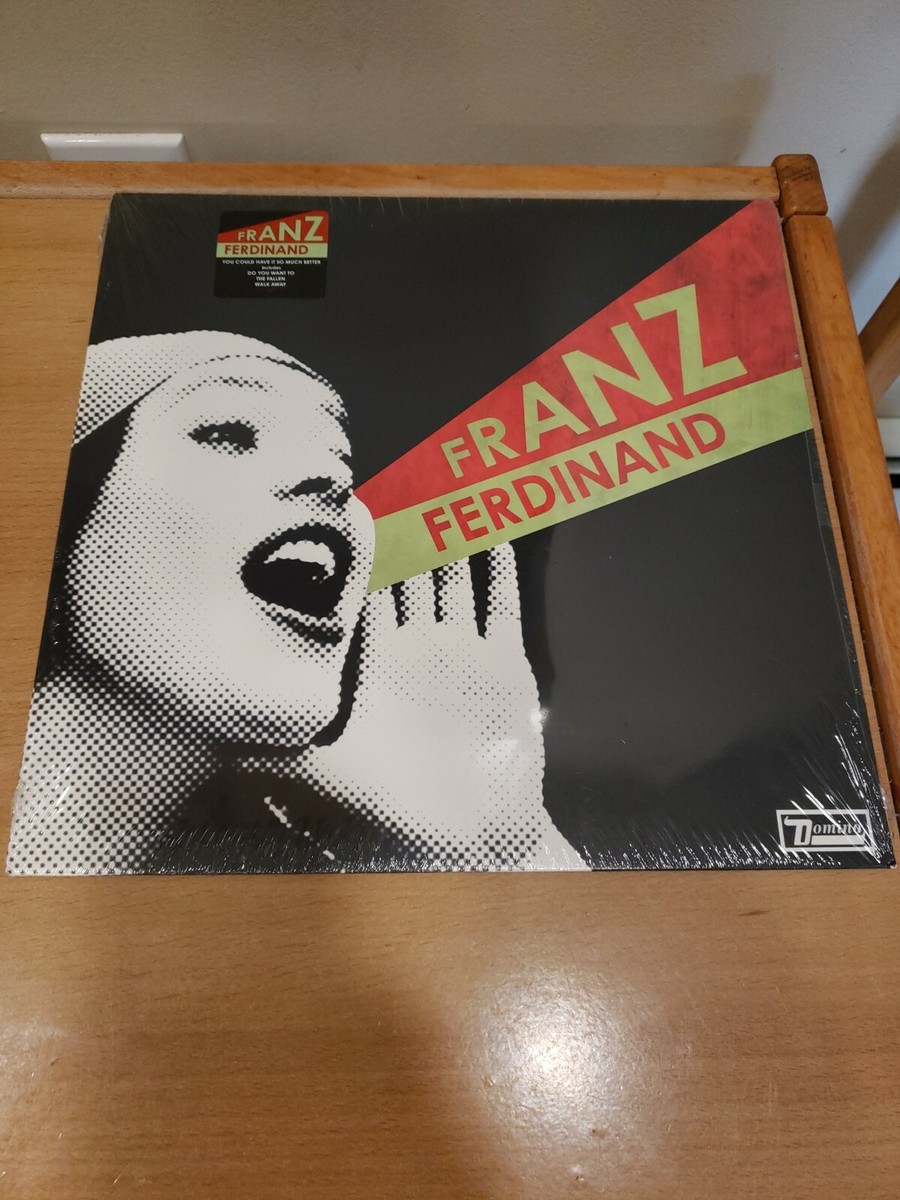 FRANZ
FERDINAND
YOU COULD HAVE IT SO MUCH BETTER
includes
DO YOU WANT TO
THE FALLEN
WALK AWAY
FRANZ
FERDINAND
Domino